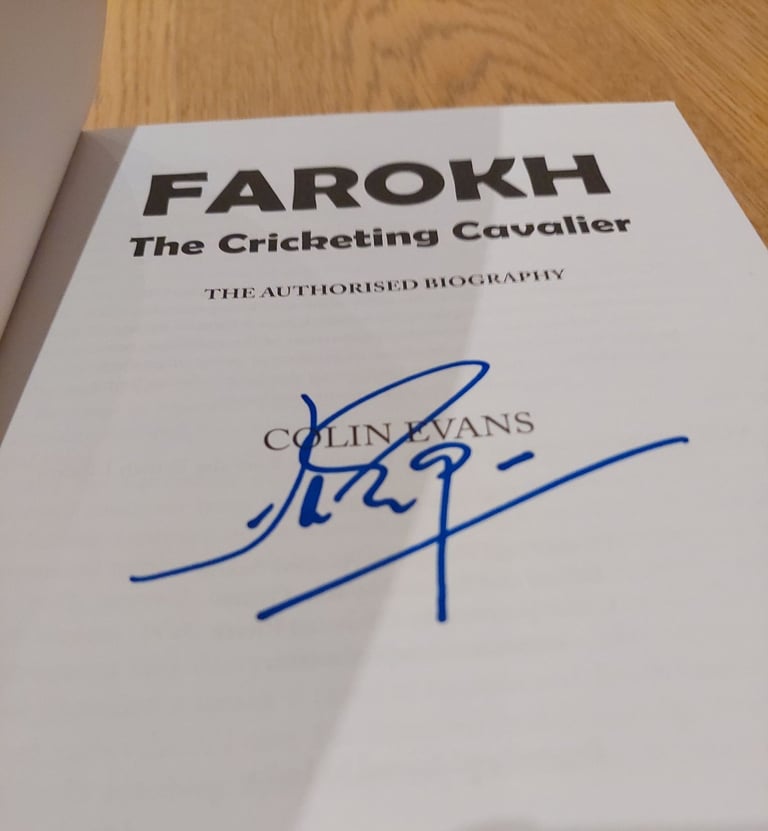 FAROKH
The Cricketing Cavalier
THE AUTHORISED BIOGRAPHY
COLIN EVANS